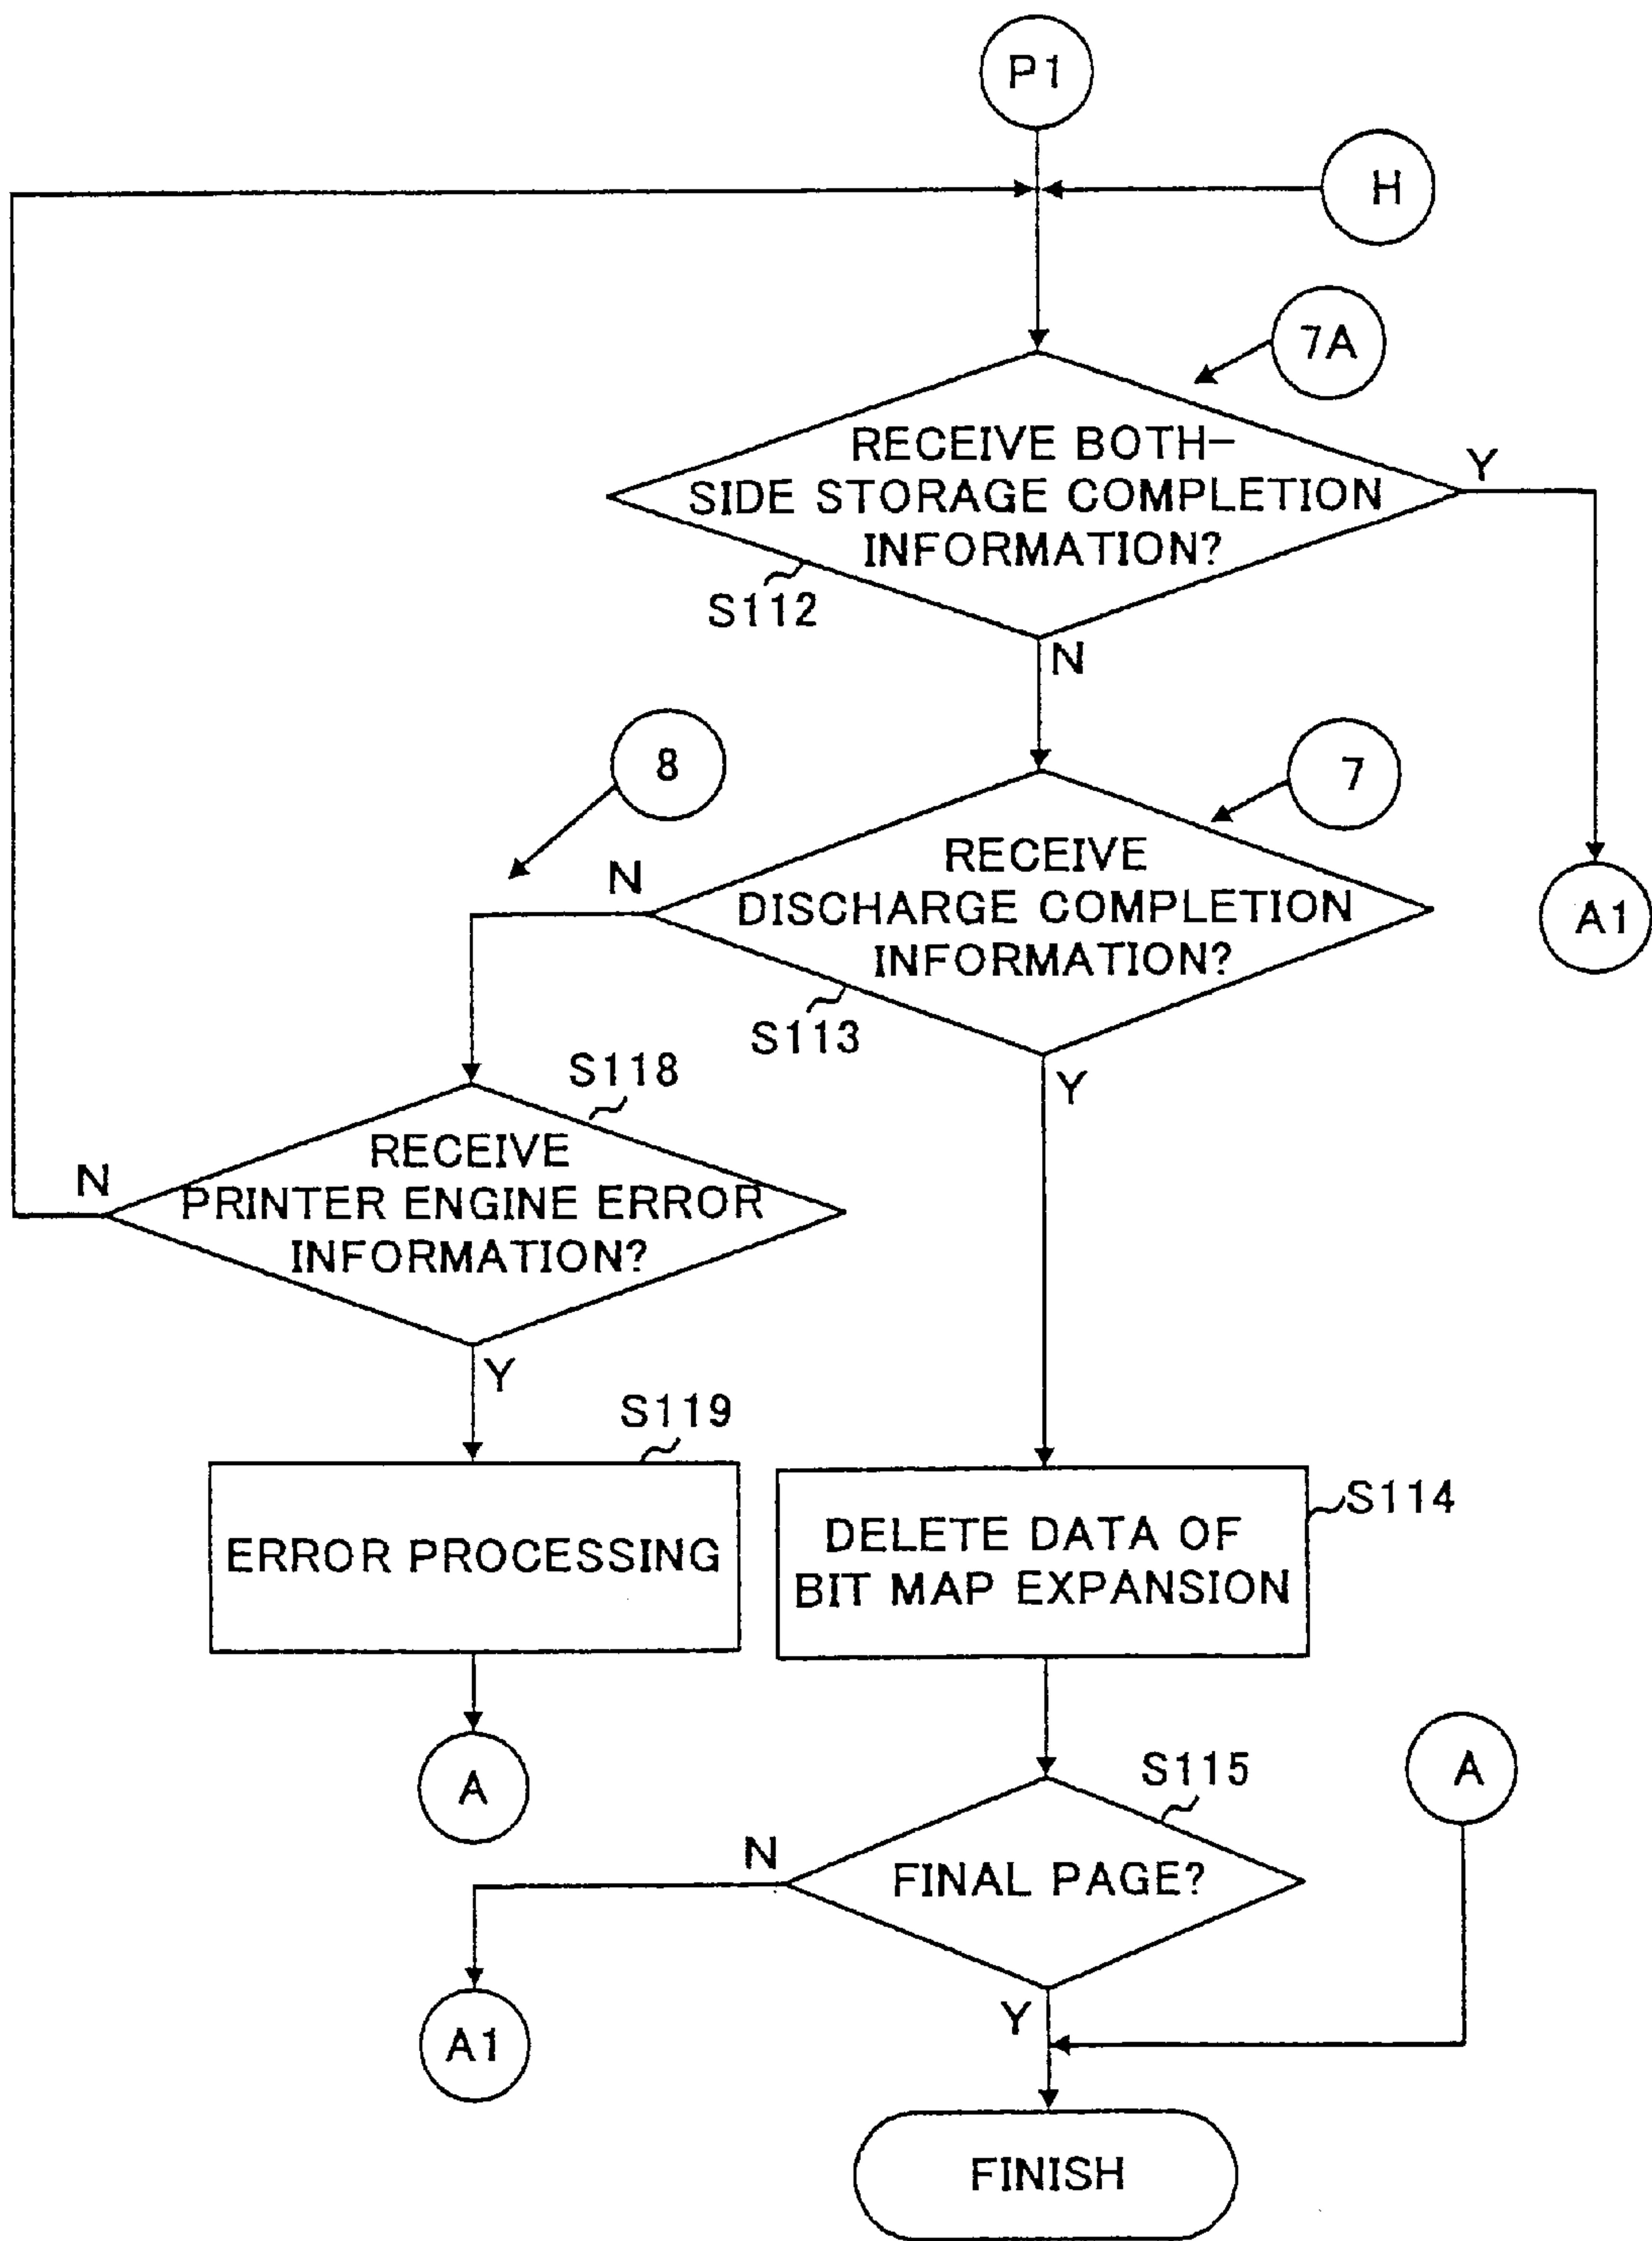 P1
H
7A
RECEIVE BOTH-
SIDE STORAGE COMPLETION
INFORMATION?
Y
S112
N
8
7
N
RECEIVE
DISCHARGE COMPLETION
INFORMATION?
A1
S113
Y
S118
RECEIVE
PRINTER ENGINE ERROR
INFORMATION?
N
Y
S119
ERROR PROCESSING
S114
DELETE DATA OF
BIT MAP EXPANSION
A
S115
A
N
FINAL PAGE?
A1
Y
FINISH